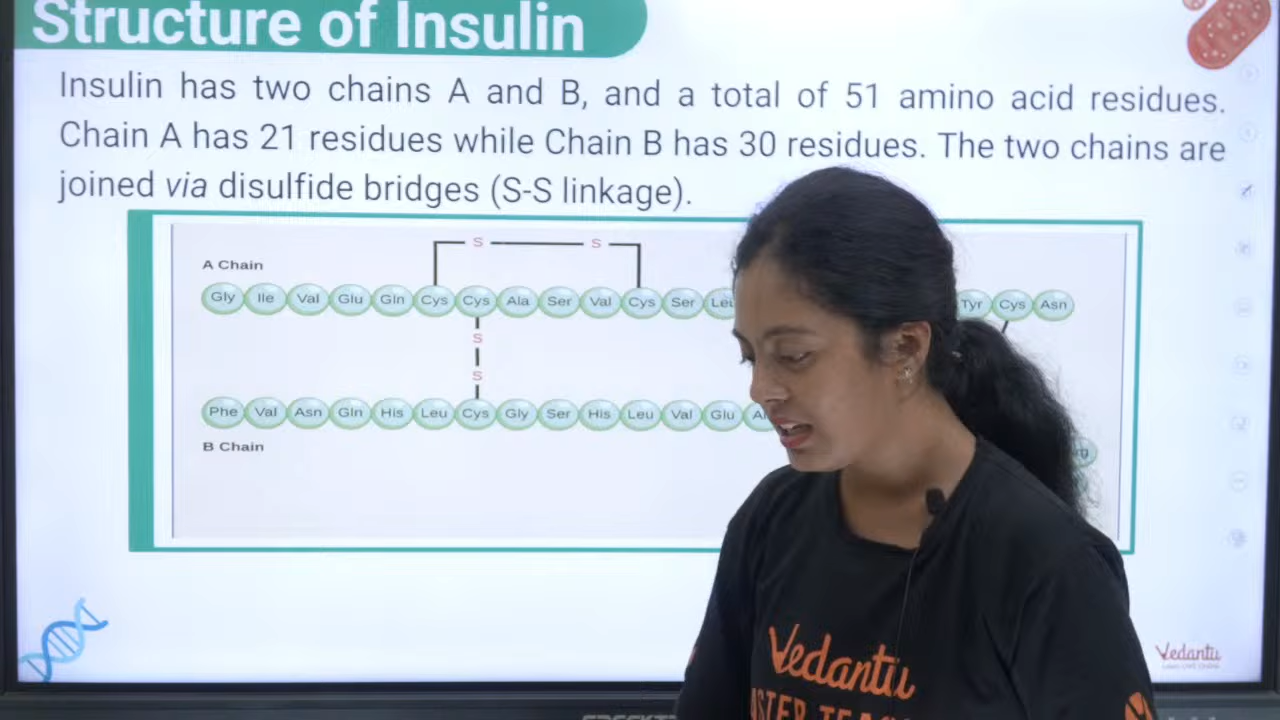 Structure of Insulin
Insulin has two chains A and B, and a total of 51 amino acid residues.
Chain A has 21 residues while Chain B has 30 residues. The two chains are
joined via disulfide bridges (S-S linkage).
S S
A Chain
Gly Ile Val Glu Gln Cys Cys Ala Ser Val Cys Ser Leu Tyr Cys Asn
S
S
Phe Val Asn Gln His Leu Cys Gly Ser His Leu Val Glu
B Chain
Vedantu
Vedantu